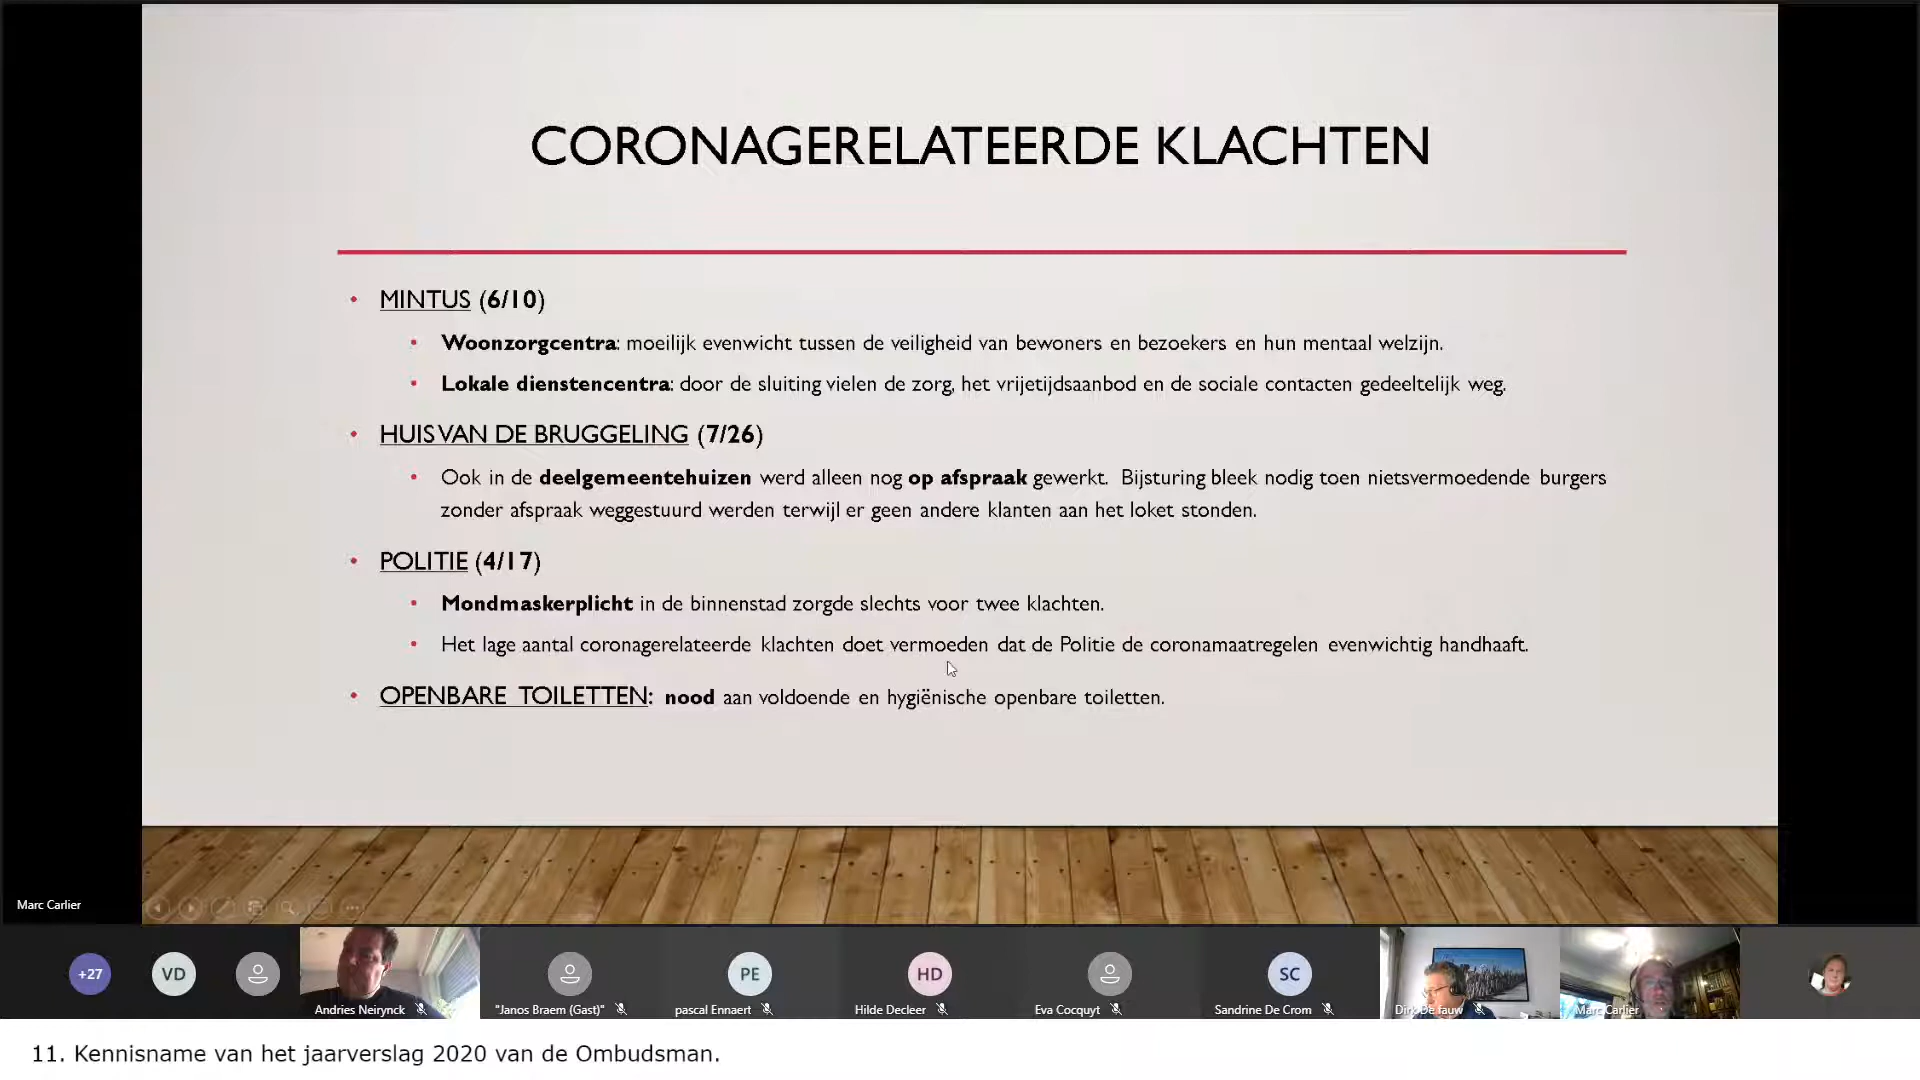 CORONAGERELATEERDE KLACHTEN
• MINTUS (6/10)
• Woonzorgcentra: moeilijk evenwicht tussen de veiligheid van bewoners en bezoekers en hun mentaal welzijn.
• Lokale dienstencentra: door de sluiting vielen de zorg, het vrijetijdsaanbod en de sociale contacten gedeeltelijk weg.
• HUIS VAN DE BRUGGELING (7/26)
• Ook in de deelgemeentehuizen werd alleen nog op afspraak gewerkt. Bijsturing bleek nodig toen nietsvermoedende burgers
zonder afspraak weggestuurd werden terwijl er geen andere klanten aan het loket stonden.
• POLITIE (4/17)
• Mondmaskerplicht in de binnenstad zorgde slechts voor twee klachten.
• Het lage aantal coronagerelateerde klachten doet vermoeden dat de Politie de coronamaatregelen evenwichtig handhaaft.
• OPENBARE TOILETTEN: nood aan voldoende en hygiënische openbare toiletten.
Marc Carlier
+27 VD PE HD SC
Andries Neirynck "Janos Braem (Gast)" pascal Ennaert Hilde Decleer Eva Cocquyt Sandrine De Crom Dirk De fauw Marc Carlier
11. Kennisname van het jaarverslag 2020 van de Ombudsman.